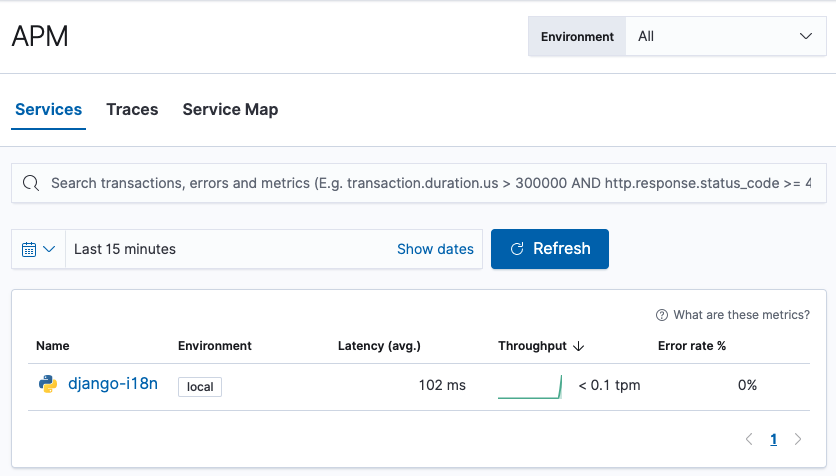 APM
Environment All
Services Traces Service Map
Search transactions, errors and metrics (E.g. transaction.duration.us > 300000 AND http.response.status_code >= 4
Last 15 minutes Show dates Refresh
What are these metrics?
Name Environment Latency (avg.) Throughput Error rate %
django-i18n local 102 ms < 0.1 tpm 0%
1